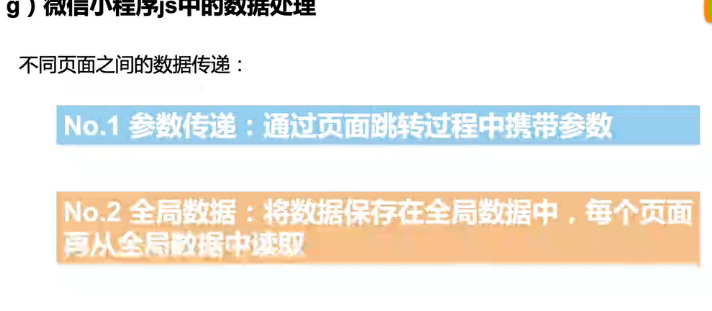 g）微信小程序js中的数据处理
不同页面之间的数据传递：
No.1 参数传递：通过页面跳转过程中携带参数
No.2 全局数据：将数据保存在全局数据中，每个页面
再从全局数据中读取